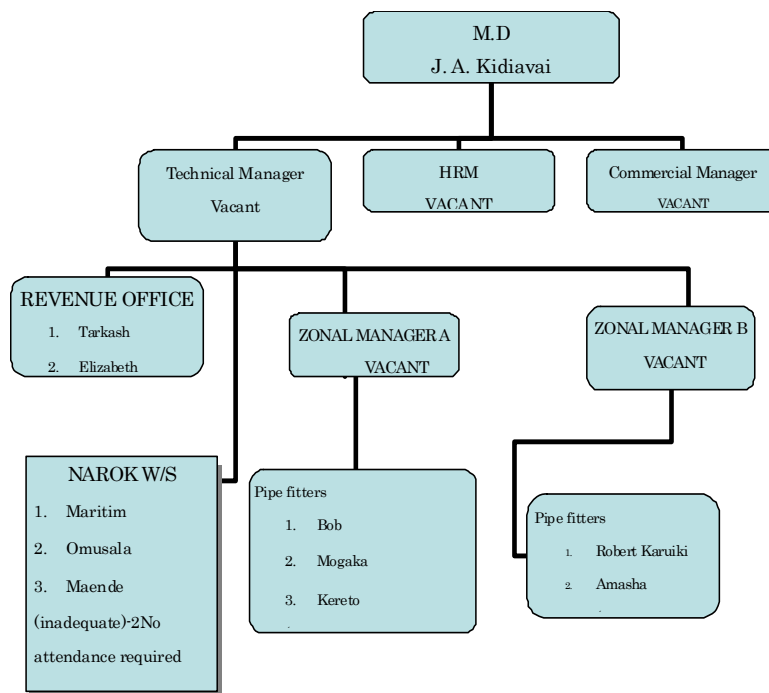 M.D
J. A. Kidiavai
Technical Manager
Vacant
HRM
VACANT
Commercial Manager
VACANT
REVENUE OFFICE
1. Tarkash
2. Elizabeth
ZONAL MANAGER A
VACANT
ZONAL MANAGER B
VACANT
NAROK W/S
1. Maritim
2. Omusala
3. Maende
(inadequate)-2No
attendance required
Pipe fitters
1. Bob
2. Mogaka
3. Kereto
Pipe fitters
1. Robert Karuiki
2. Amasha